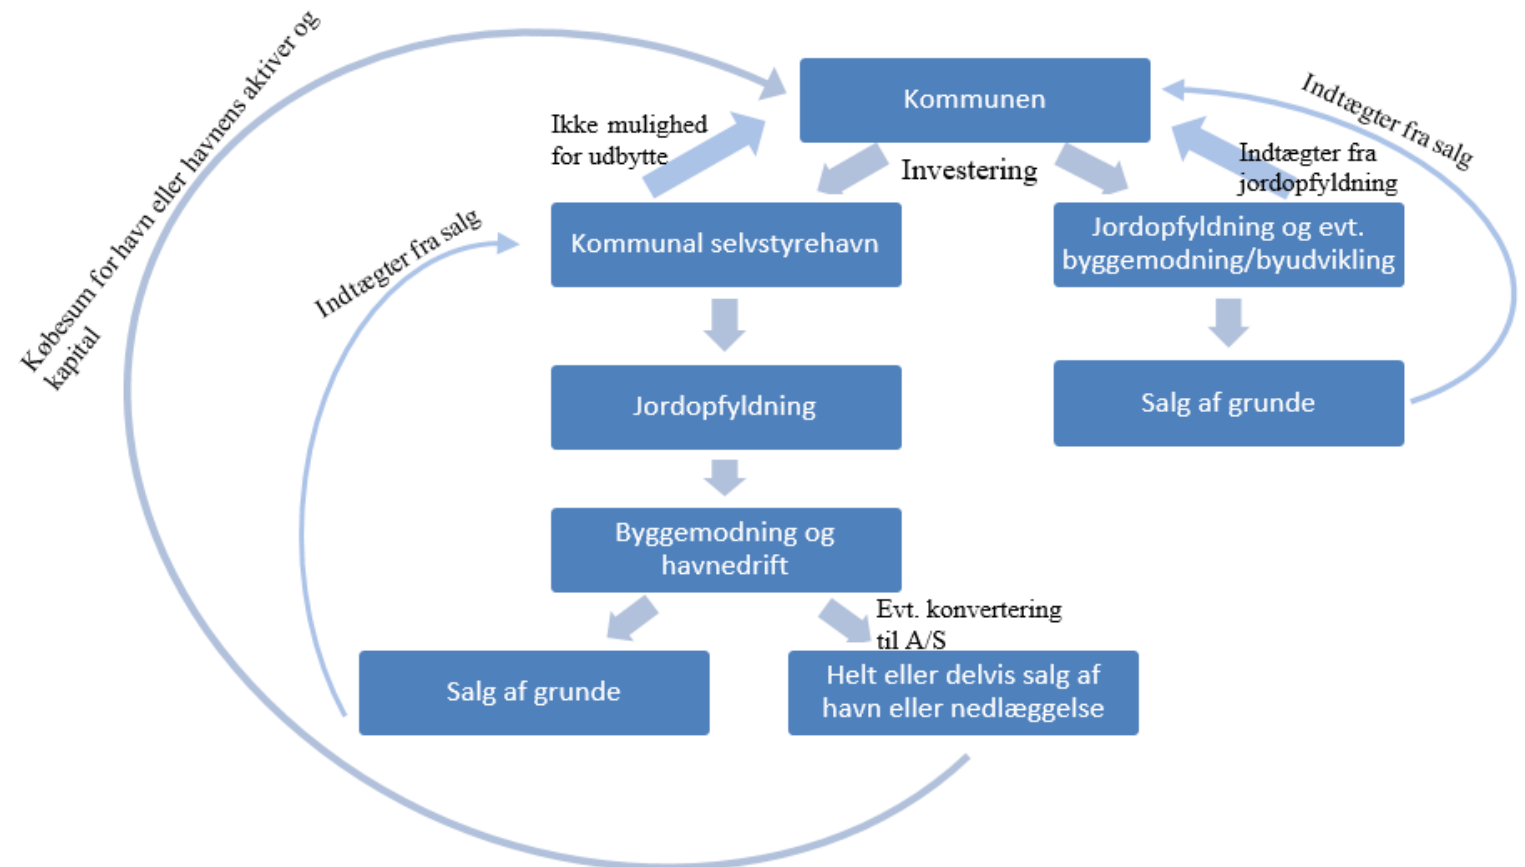 Købesum for havn eller havnens aktiver og
kapital
Kommunen
Indtægter fra salg
Ikke mulighed
for udbytte
Investering
Indtægter fra
jordopfyldning
Indtægter fra salg
Kommunal selvstyrehavn
Jordopfyldning og evt.
byggemodning/byudvikling
Jordopfyldning
Salg af grunde
Byggemodning og
havnedrift
Evt. konvertering
til A/S
Salg af grunde
Helt eller delvis salg af
havn eller nedlæggelse